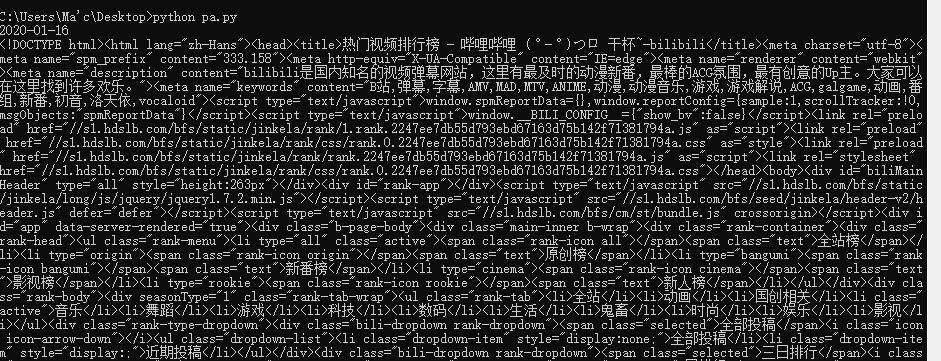 C:\Users\Ma'c\Desktop>python pa.py
2020-01-16
<!DOCTYPE html><html lang="zh-Hans"><head><title>热门视频排行榜 - 哔哩哔哩 (゜-゜)つロ 干杯~-bilibili</title><meta charset="utf-8"><
meta name="spm_prefix" content="333.158"><meta http-equiv="X-UA-Compatible" content="IE=edge"><meta name="renderer" content="webkit"
><meta name="description" content="bilibili是国内知名的视频弹幕网站，这里有最及时的动漫新番，最棒的ACG氛围，最有创意的Up主。大家可以
在这里找到许多欢乐。"><meta name="keywords" content="B站,弹幕,字幕,AMV,MAD,MTV,ANIME,动漫,动漫音乐,游戏,游戏解说,ACG,galgame,动画,番
组,新番,初音,洛天依,vocaloid"><script type="text/javascript">window.spmReportData={},window.reportConfig={sample:1,scrollTracker:!0,
msgObjects:"spmReportData"}</script><script type="text/javascript">window.__BILI_CONFIG__={"show_bv":false}</script><link rel="prelo
ad" href="//s1.hdslb.com/bfs/static/jinkela/rank/1.rank.2247ee7db55d793ebd67163d75b142f71381794a.js" as="script"><link rel="preload"
 href="//s1.hdslb.com/bfs/static/jinkela/rank/css/rank.0.2247ee7db55d793ebd67163d75b142f71381794a.css" as="style"><link rel="preload
" href="//s1.hdslb.com/bfs/static/jinkela/rank/rank.2247ee7db55d793ebd67163d75b142f71381794a.js" as="script"><link rel="stylesheet"
href="//s1.hdslb.com/bfs/static/jinkela/rank/css/rank.0.2247ee7db55d793ebd67163d75b142f71381794a.css"></head><body><div id="biliMain
Header" type="all" style="height:263px"></div><div id="rank-app"></div><script type="text/javascript" src="//s1.hdslb.com/bfs/static
/jinkela/long/js/jquery/jquery1.7.2.min.js"></script><script type="text/javascript" src="//s1.hdslb.com/bfs/seed/jinkela/header-v2/h
eader.js" defer="defer"></script><script type="text/javascript" src="//s1.hdslb.com/bfs/cm/st/bundle.js" crossorigin></script><div i
d="app" data-server-rendered="true"><div class="b-page-body"><div class="main-inner b-wrap"><div class="rank-container"><div class="
rank-head"><ul class="rank-menu"><li type="all" class="active"><span class="rank-icon all"></span><span class="text">全站榜</span></
li><li type="origin"><span class="rank-icon origin"></span><span class="text">原创榜</span></li><li type="bangumi"><span class="rank
-icon bangumi"></span><span class="text">新番榜</span></li><li type="cinema"><span class="rank-icon cinema"></span><span class="text
">影视榜</span></li><li type="rookie"><span class="rank-icon rookie"></span><span class="text">新人榜</span></li></ul></div><div cla
ss="rank-body"><div seasonType="1" class="rank-tab-wrap"><ul class="rank-tab"><li>全站</li><li>动画</li><li>国创相关</li><li class="
active">音乐</li><li>舞蹈</li><li>游戏</li><li>科技</li><li>数码</li><li>生活</li><li>鬼畜</li><li>时尚</li><li>娱乐</li><li>影视</l
i></ul><div class="rank-type-dropdown"><div class="bili-dropdown rank-dropdown"><span class="selected">全部投稿</span><i class="icon
 icon-arrow-down"></i><ul class="dropdown-list"><li class="dropdown-item" style="display:none;">全部投稿</li><li class="dropdown-ite
m" style="display:;">近期投稿</li></ul></div><div class="bili-dropdown rank-dropdown"><span class="selected">三日排行</span><i class